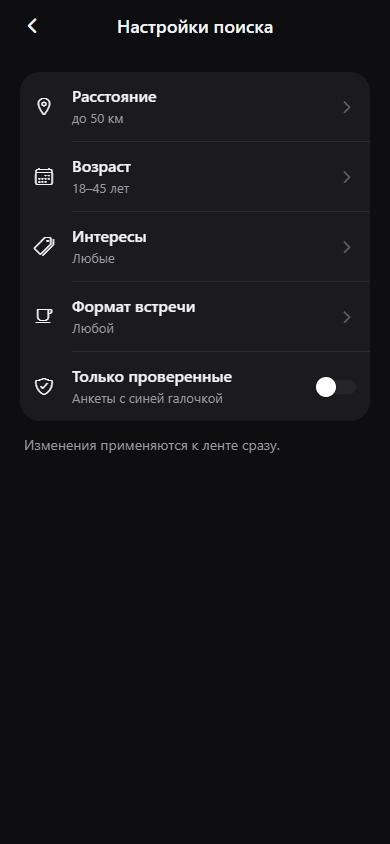 Настройки поиска
Расстояние
до 50 км
Возраст
18–45 лет
Интересы
Любые
Формат встречи
Любой
Только проверенные
Анкеты с синей галочкой
Изменения применяются к ленте сразу.